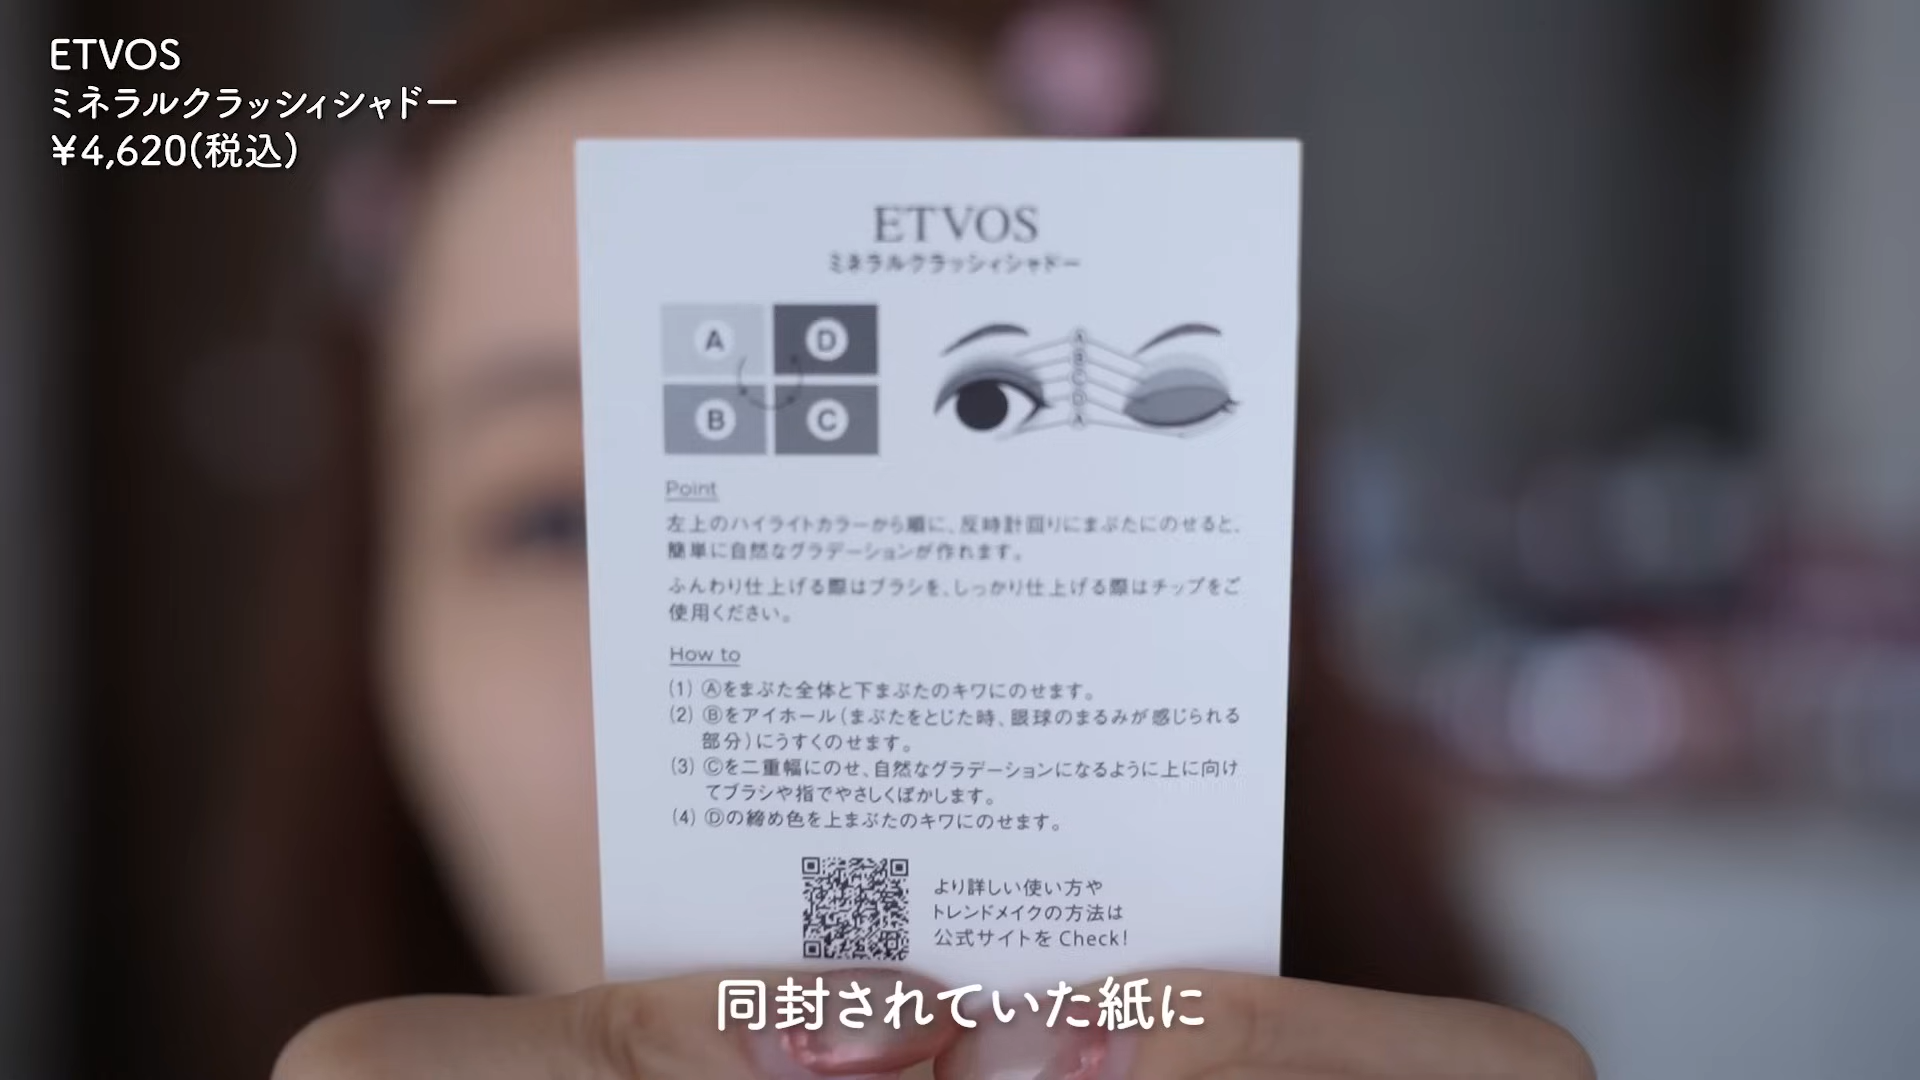 ETVOS
ミネラルクラッシィシャドー
¥4,620(税込)
ETVOS
ミネラルクラッシィシャドー
A D
B C
A
B
C
D
A
Point
左上のハイライトカラーから順に、反時計回りにまぶたにのせると、
簡単に自然なグラデーションが作れます。
ふんわり仕上げる際はブラシを、しっかり仕上げる際はチップをご
使用ください。
How to
(1) Ⓐをまぶた全体と下まぶたのキワにのせます。
(2) Ⓑをアイホール(まぶたをとじた時、眼球のまるみが感じられる
部分)にうすくのせます。
(3) Ⓒを二重幅にのせ、自然なグラデーションになるように上に向け
てブラシや指でやさしくぼかします。
(4) Ⓓの締め色を上まぶたのキワにのせます。
より詳しい使い方や
トレンドメイクの方法は
公式サイトを Check!
同封されていた紙に